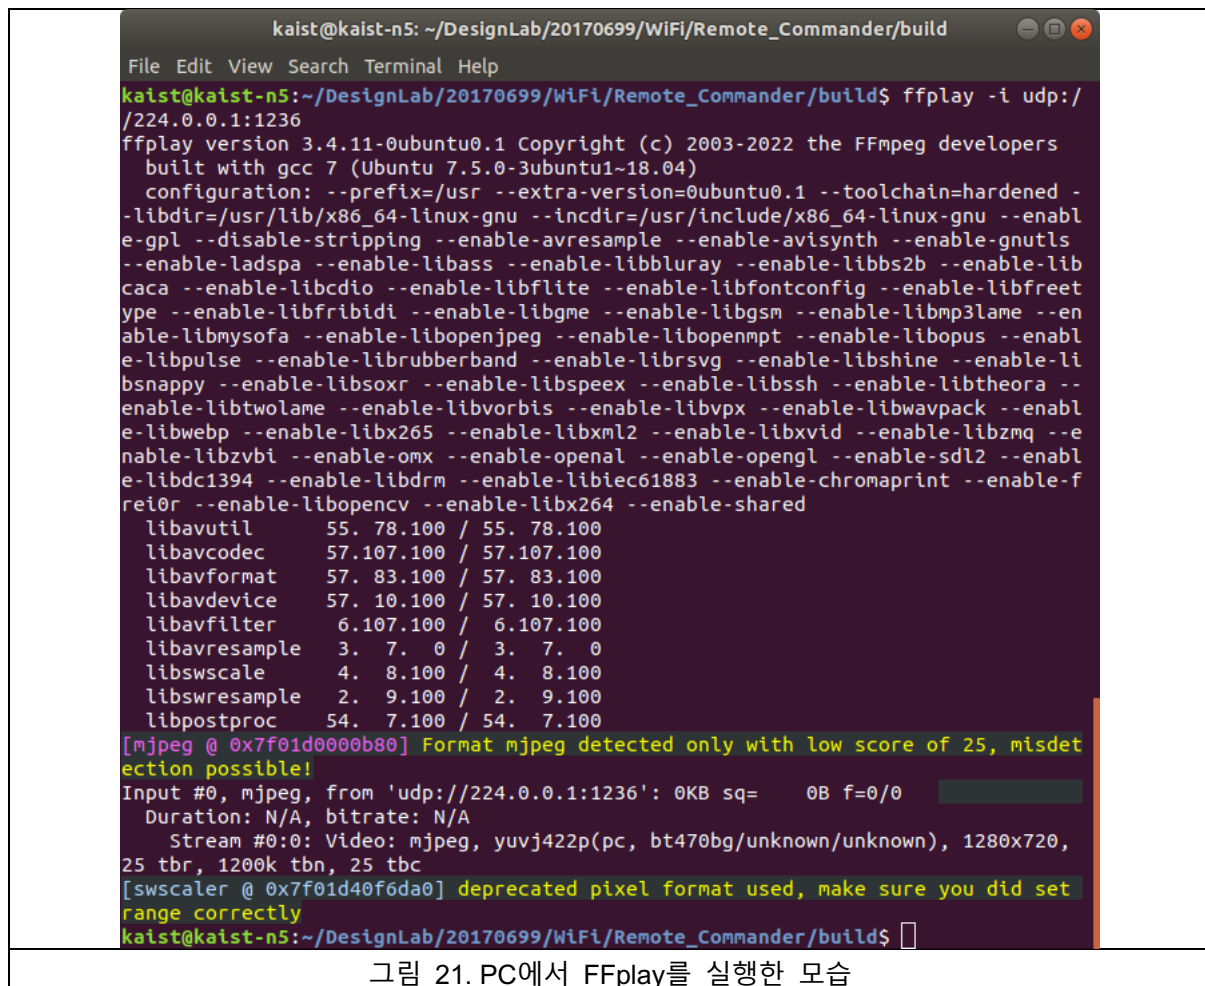 kaist@kaist-n5: ~/DesignLab/20170699/WiFi/Remote_Commander/build
File Edit View Search Terminal Help
kaist@kaist-n5:~/DesignLab/20170699/WiFi/Remote_Commander/build$ ffplay -i udp:/
/224.0.0.1:1236
ffplay version 3.4.11-0ubuntu0.1 Copyright (c) 2003-2022 the FFmpeg developers
  built with gcc 7 (Ubuntu 7.5.0-3ubuntu1~18.04)
  configuration: --prefix=/usr --extra-version=0ubuntu0.1 --toolchain=hardened -
-libdir=/usr/lib/x86_64-linux-gnu --incdir=/usr/include/x86_64-linux-gnu --enabl
e-gpl --disable-stripping --enable-avresample --enable-avisynth --enable-gnutls
--enable-ladspa --enable-libass --enable-libbluray --enable-libbs2b --enable-lib
caca --enable-libcdio --enable-libflite --enable-libfontconfig --enable-libfreet
ype --enable-libfribidi --enable-libgme --enable-libgsm --enable-libmp3lame --en
able-libmysofa --enable-libopenjpeg --enable-libopenmpt --enable-libopus --enabl
e-libpulse --enable-librubberband --enable-librsvg --enable-libshine --enable-li
bsnappy --enable-libsoxr --enable-libspeex --enable-libssh --enable-libtheora --
enable-libtwolame --enable-libvorbis --enable-libvpx --enable-libwavpack --enabl
e-libwebp --enable-libx265 --enable-libxml2 --enable-libxvid --enable-libzmq --e
nable-libzvbi --enable-omx --enable-openal --enable-opengl --enable-sdl2 --enabl
e-libdc1394 --enable-libdrm --enable-libiec61883 --enable-chromaprint --enable-f
rei0r --enable-libopencv --enable-libx264 --enable-shared
  libavutil      55. 78.100 / 55. 78.100
  libavcodec     57.107.100 / 57.107.100
  libavformat    57. 83.100 / 57. 83.100
  libavdevice    57. 10.100 / 57. 10.100
  libavfilter     6.107.100 /  6.107.100
  libavresample   3.  7.  0 /  3.  7.  0
  libswscale      4.  8.100 /  4.  8.100
  libswresample   2.  9.100 /  2.  9.100
  libpostproc    54.  7.100 / 54.  7.100
[mjpeg @ 0x7f01d0000b80] Format mjpeg detected only with low score of 25, misdet
ection possible!
Input #0, mjpeg, from 'udp://224.0.0.1:1236': 0KB sq=    0B f=0/0
  Duration: N/A, bitrate: N/A
    Stream #0:0: Video: mjpeg, yuvj422p(pc, bt470bg/unknown/unknown), 1280x720,
25 tbr, 1200k tbn, 25 tbc
[swscaler @ 0x7f01d40f6da0] deprecated pixel format used, make sure you did set
range correctly
kaist@kaist-n5:~/DesignLab/20170699/WiFi/Remote_Commander/build$
그림 21. PC에서 FFplay를 실행한 모습